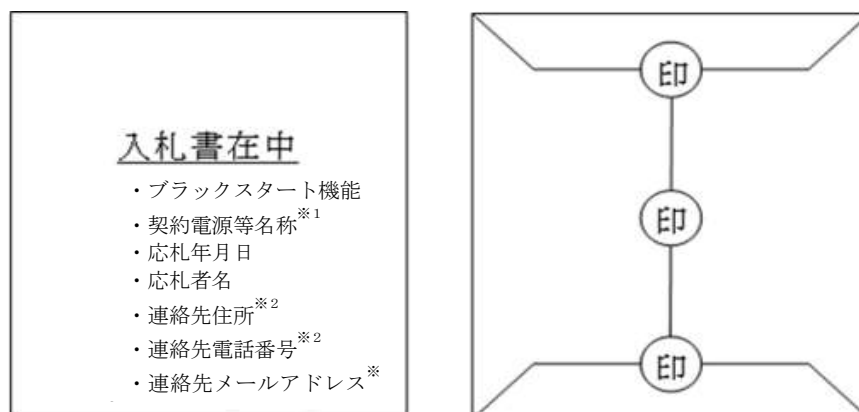 入札書在中
・ブラックスタート機能
・契約電源等名称※1
・応札年月日
・応札者名
・連絡先住所※2
・連絡先電話番号※2
・連絡先メールアドレス※
印
印
印